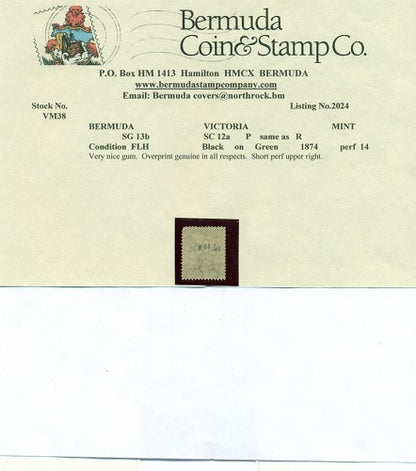 Bermuda
Coin&Stamp Co.
P.O. Box HM 1413 Hamilton HMCX BERMUDA
www.bermudastampcompany.com
Email: Bermuda covers@northrock.bm
Stock No. Listing No.2024
VM38
BERMUDA VICTORIA MINT
SG 13b SC 12a P same as R
Condition FLH Black on Green 1874 perf 14
Very nice gum. Overprint genuine in all respects. Short perf upper right.